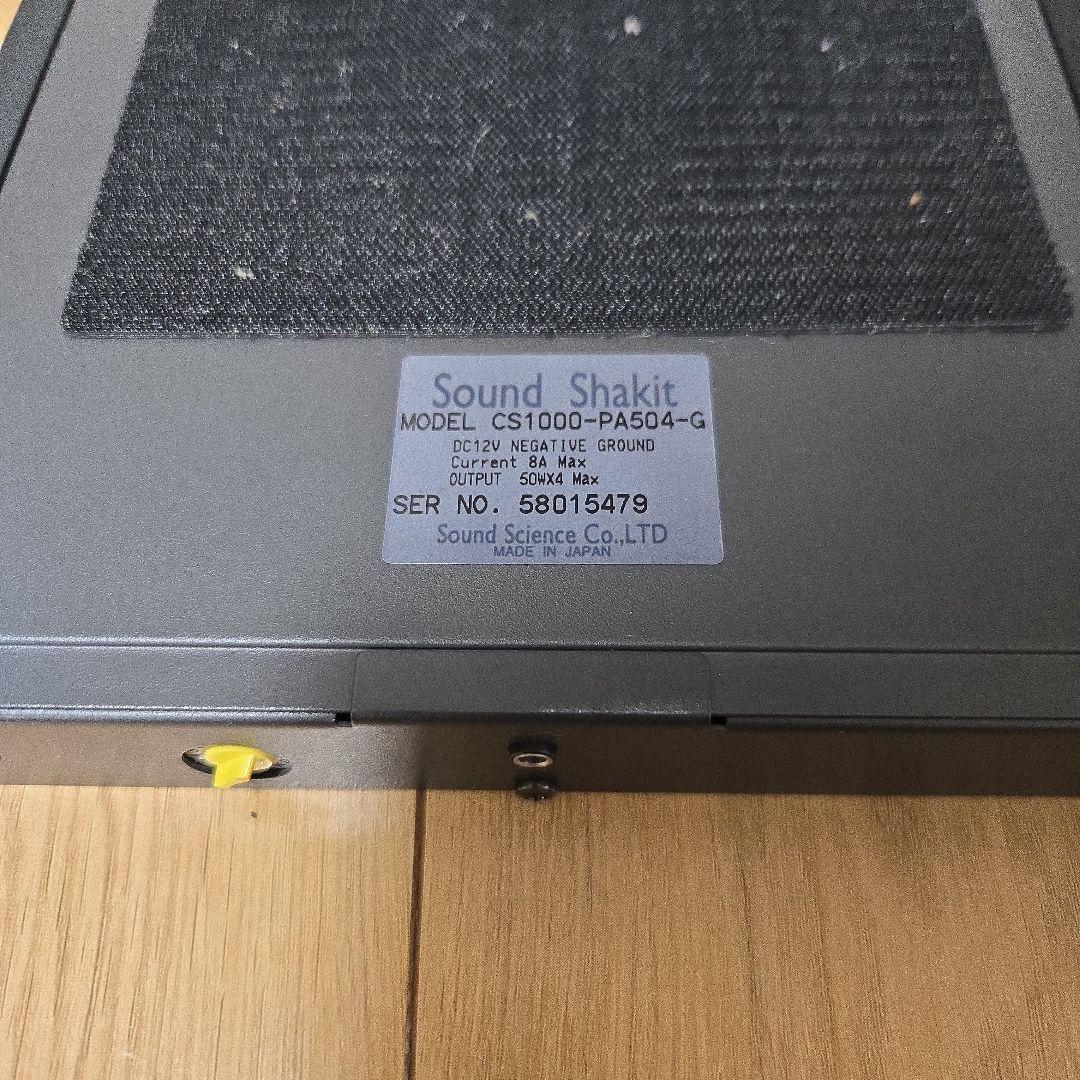 Sound Shakit
MODEL CS1000-PA504-G
DC12V NEGATIVE GROUND
Current 8A Max
OUTPUT 50WX4 Max
SER NO. 58015479
Sound Science Co.,LTD
MADE IN JAPAN